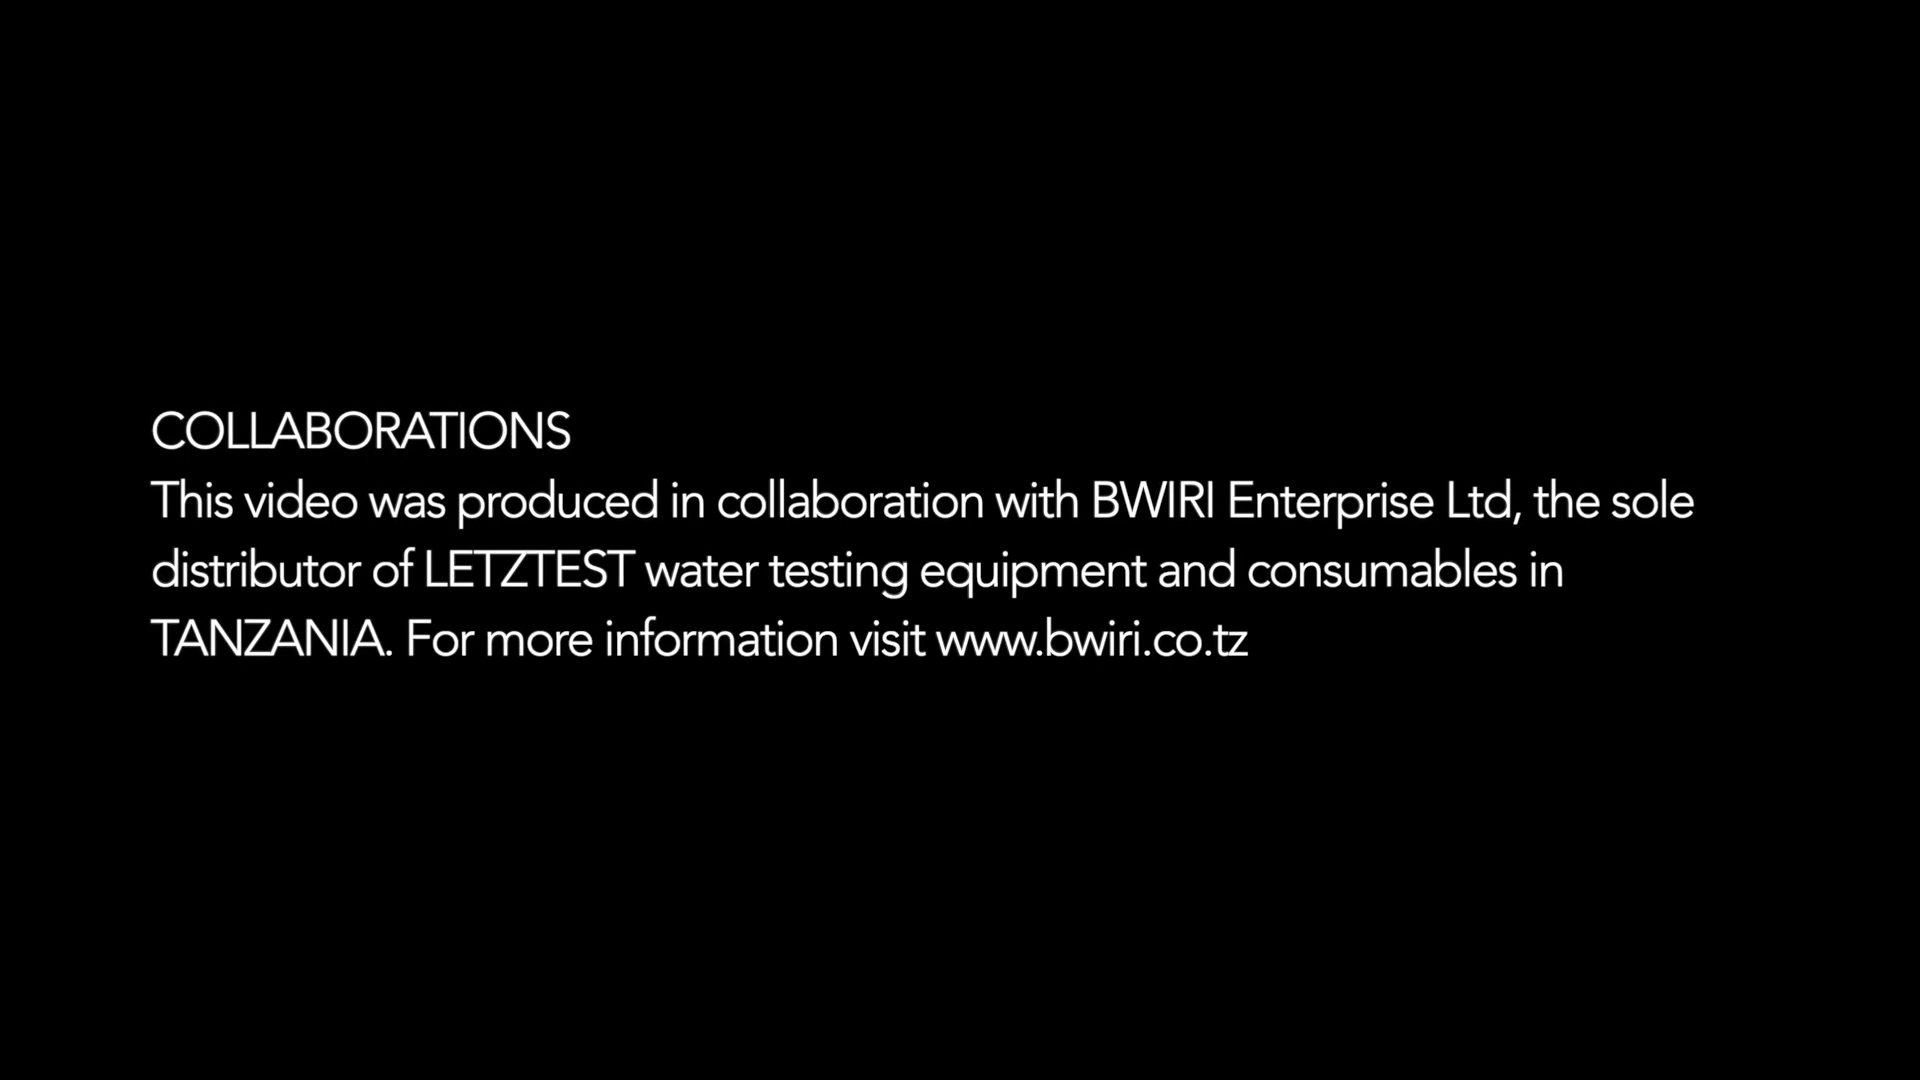 COLLABORATIONS
This video was produced in collaboration with BWIRI Enterprise Ltd, the sole
distributor of LETZTEST water testing equipment and consumables in
TANZANIA. For more information visit www.bwiri.co.tz